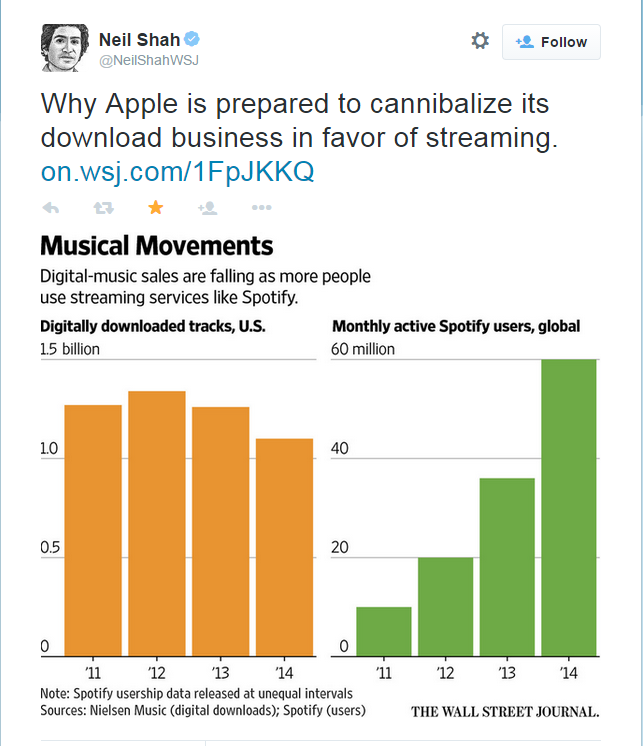 Neil Shah
@NeilShahWSJ
Follow
Why Apple is prepared to cannibalize its
download business in favor of streaming.
on.wsj.com/1FpJKKQ
Musical Movements
Digital-music sales are falling as more people
use streaming services like Spotify.
Digitally downloaded tracks, U.S.
1.5 billion
1.0
0.5
0
'11 '12 '13 '14
Monthly active Spotify users, global
60 million
40
20
0
'11 '12 '13 '14
Note: Spotify usership data released at unequal intervals
Sources: Nielsen Music (digital downloads); Spotify (users)
THE WALL STREET JOURNAL.